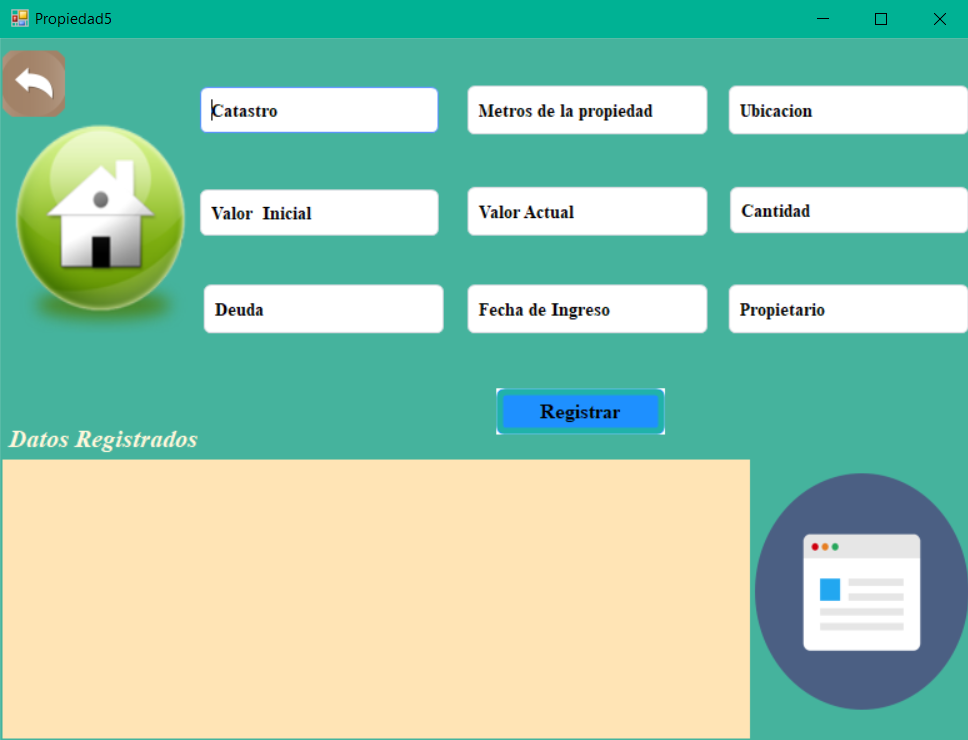 Propiedad5
Catastro
Metros de la propiedad
Ubicacion
Valor  Inicial
Valor Actual
Cantidad
Deuda
Fecha de Ingreso
Propietario
Registrar
Datos Registrados